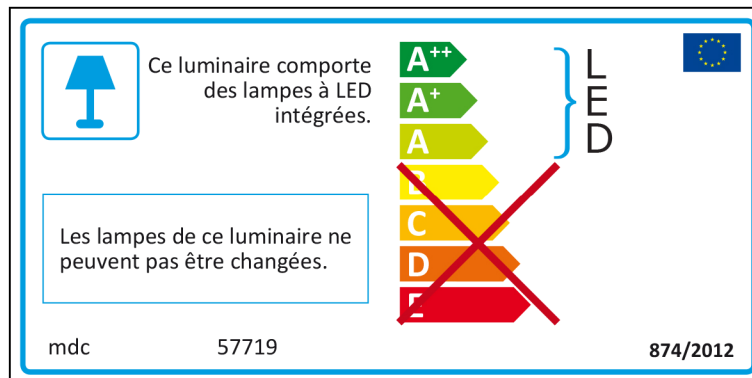 Ce luminaire comporte
des lampes à LED
intégrées.
A++
A+
A
B
C
D
E
L
E
D
Les lampes de ce luminaire ne
peuvent pas être changées.
mdc 57719
874/2012